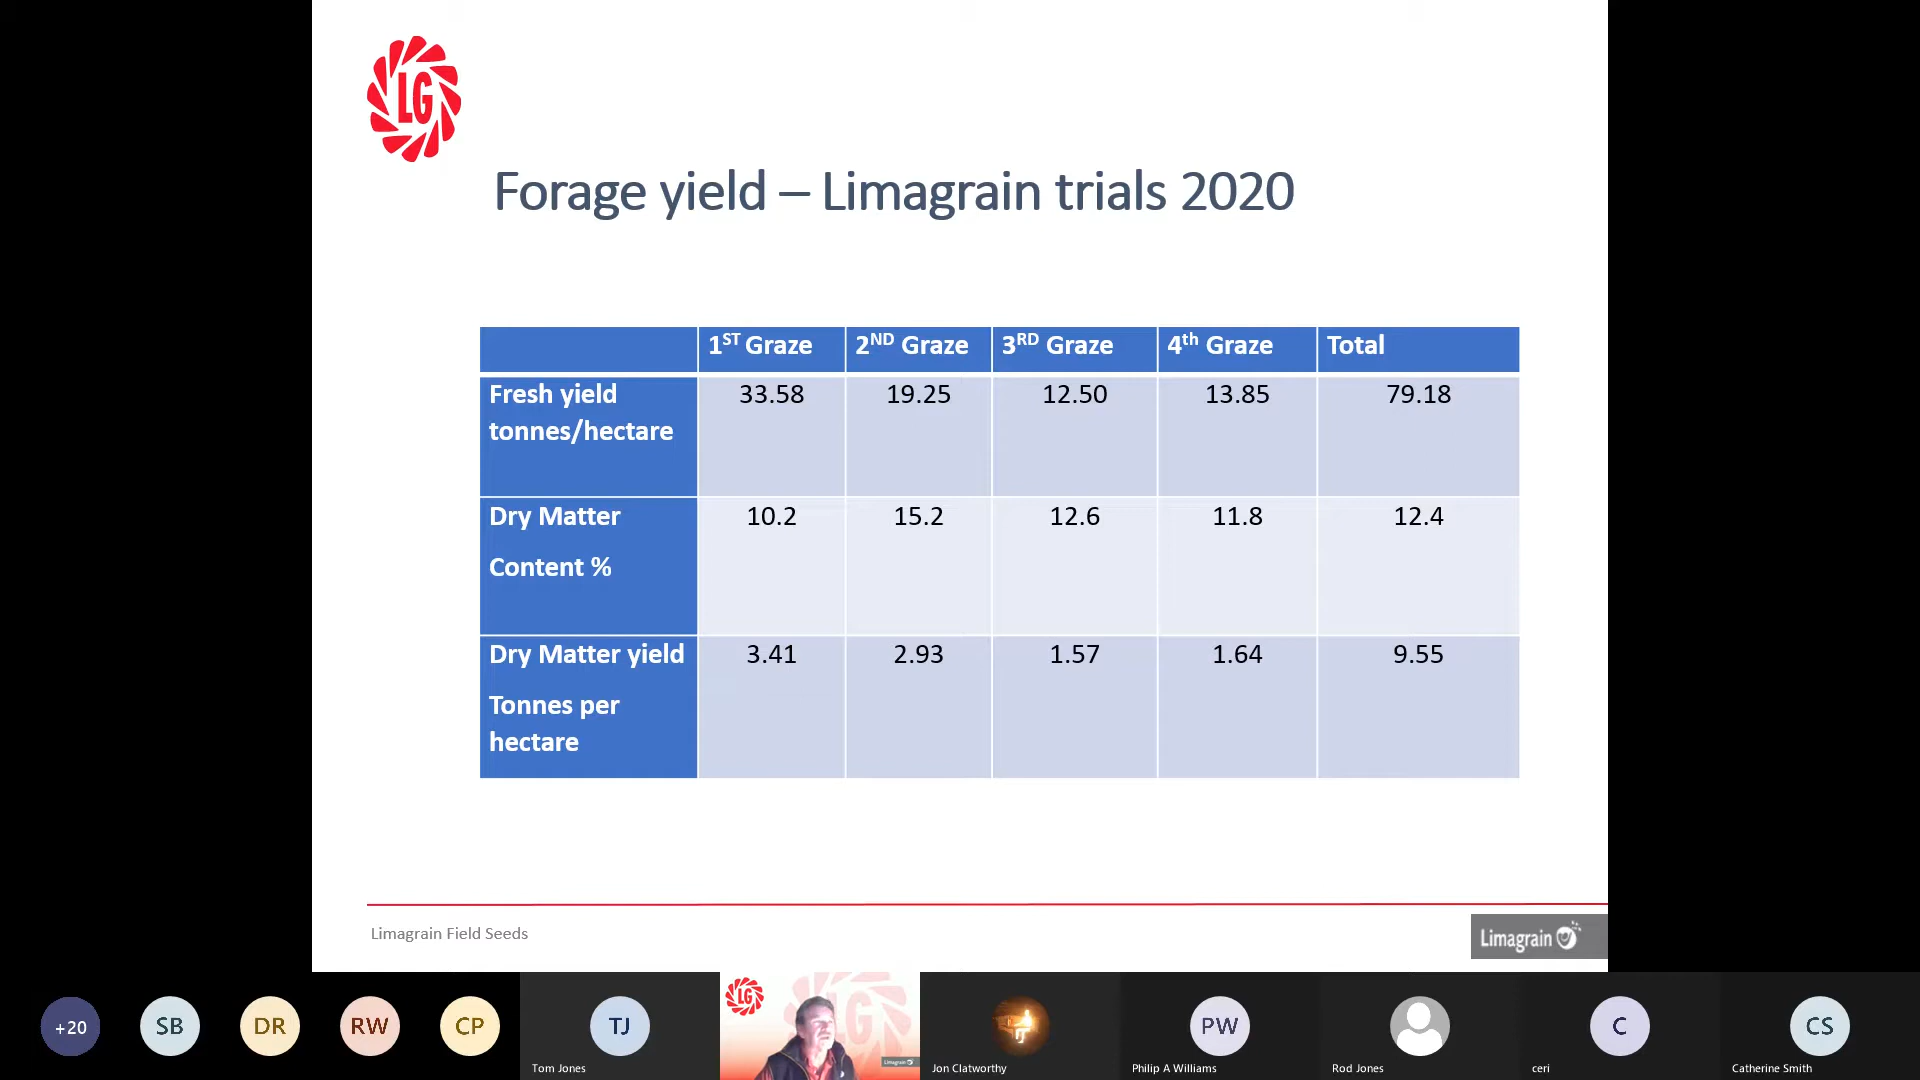 LG
Forage yield – Limagrain trials 2020
1ST Graze 2ND Graze 3RD Graze 4th Graze Total
Fresh yield
tonnes/hectare 33.58 19.25 12.50 13.85 79.18
Dry Matter
Content % 10.2 15.2 12.6 11.8 12.4
Dry Matter yield
Tonnes per
hectare 3.41 2.93 1.57 1.64 9.55
Limagrain Field Seeds
Limagrain
+20 SB DR RW CP TJ LG PW C CS
Limagrain
Tom Jones Jon Clatworthy Philip A Williams Rod Jones ceri Catherine Smith